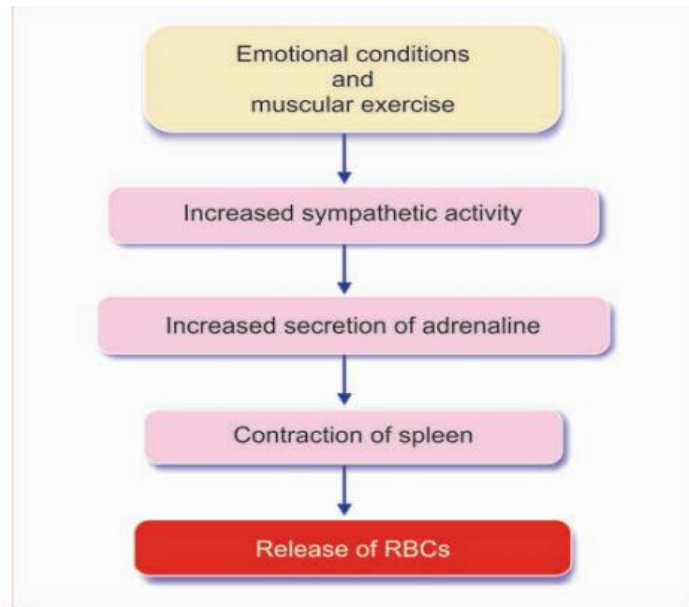 Emotional conditions
and
muscular exercise
Increased sympathetic activity
Increased secretion of adrenaline
Contraction of spleen
Release of RBCs